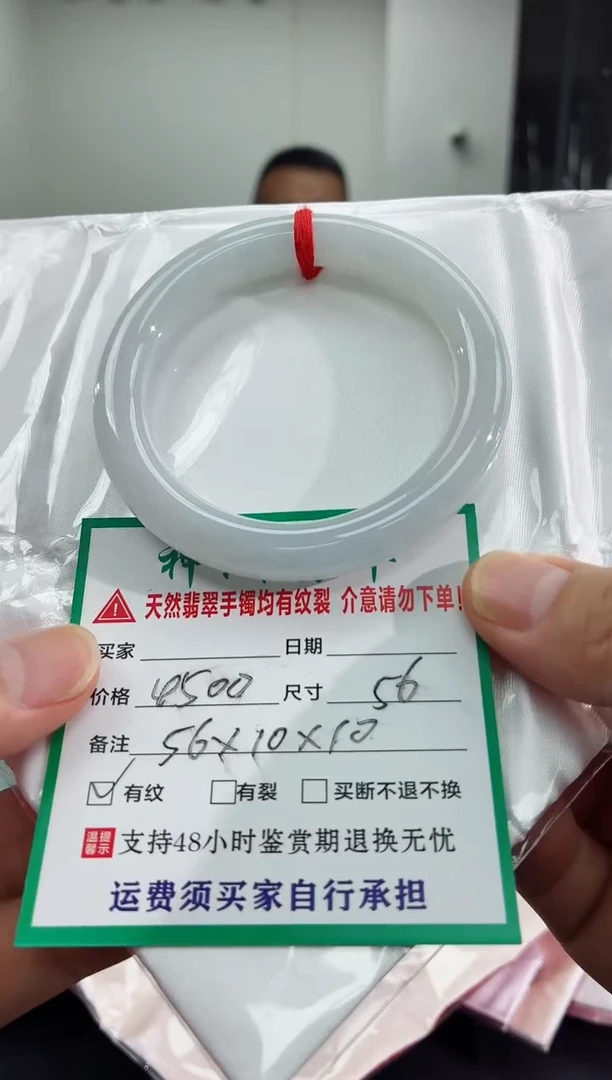 天然翡翠手镯均有纹裂 介意请勿下单!
买家 日期
价格 4500 尺寸 56
备注 56×10×10
有纹 有裂 买断不退不换
温馨提示 支持48小时鉴赏期退换无忧
运费须买家自行承担